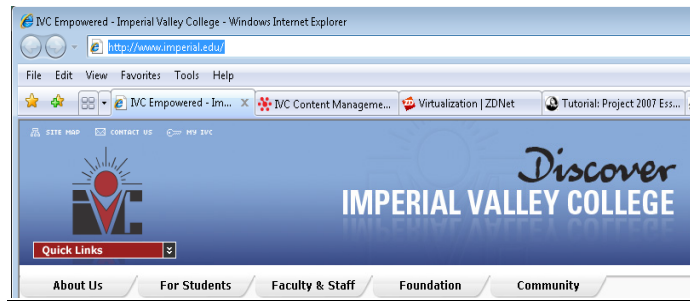 IVC Empowered - Imperial Valley College - Windows Internet Explorer
http://www.imperial.edu/
File Edit View Favorites Tools Help
IVC Empowered - Im... X IVC Content Manageme... Virtualization | ZDNet Tutorial: Project 2007 Ess...
SITE MAP CONTACT US MY IVC
Discover
IMPERIAL VALLEY COLLEGE
IVC
Quick Links
About Us For Students Faculty & Staff Foundation Community